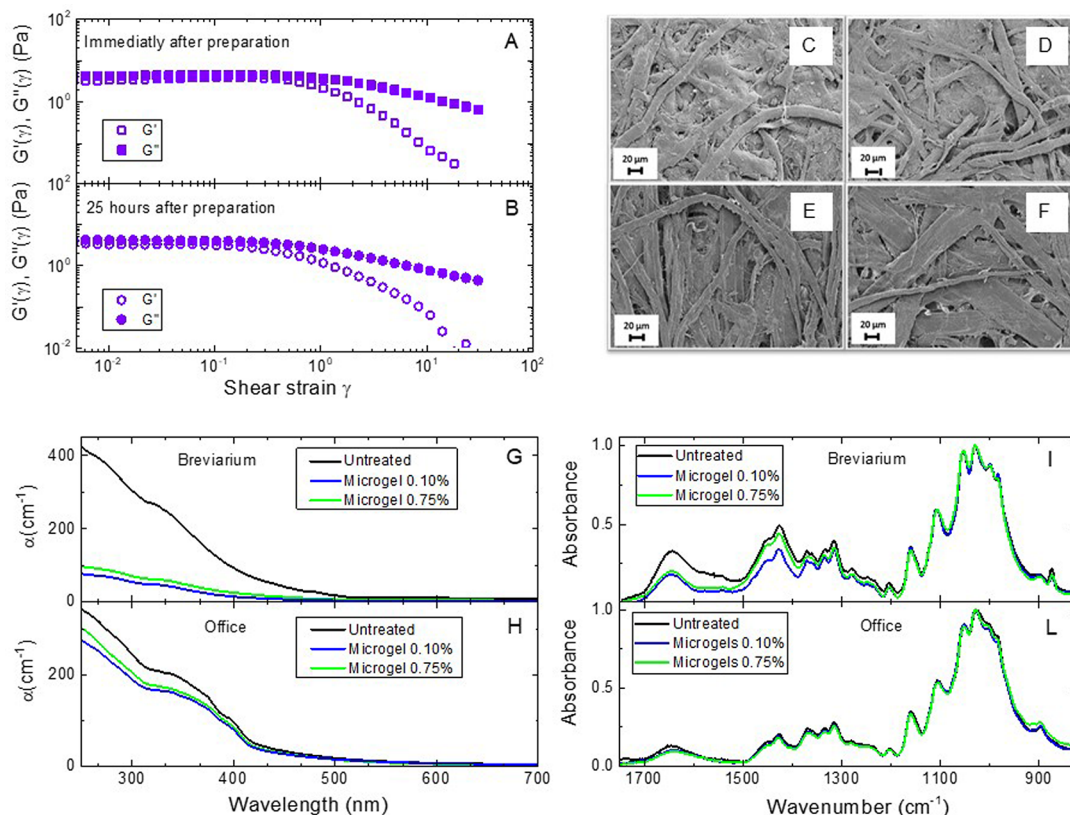 10²
Immediatly after preparation
A
10⁰
G'
G''
10²
G'(γ), G''(γ) (Pa)
25 hours after preparation
B
10⁰
G'
G''
10⁻²
G'(γ), G''(γ) (Pa)
10⁻² 10⁻¹ 10⁰ 10¹ 10²
Shear strain γ
C
20 µm
D
20 µm
E
20 µm
F
20 µm
400
200
0
α(cm⁻¹)
Breviarium
G
Untreated
Microgel 0.10%
Microgel 0.75%
200
0
α(cm⁻¹)
Office
H
Untreated
Microgel 0.10%
Microgel 0.75%
300 400 500 600 700
Wavelength (nm)
1.0
0.5
Absorbance
Breviarium
I
Untreated
Microgel 0.10%
Microgel 0.75%
1.0
0.5
0.0
Absorbance
Office
L
Untreated
Microgels 0.10%
Microgels 0.75%
1700 1500 1300 1100 900
Wavenumber (cm⁻¹)